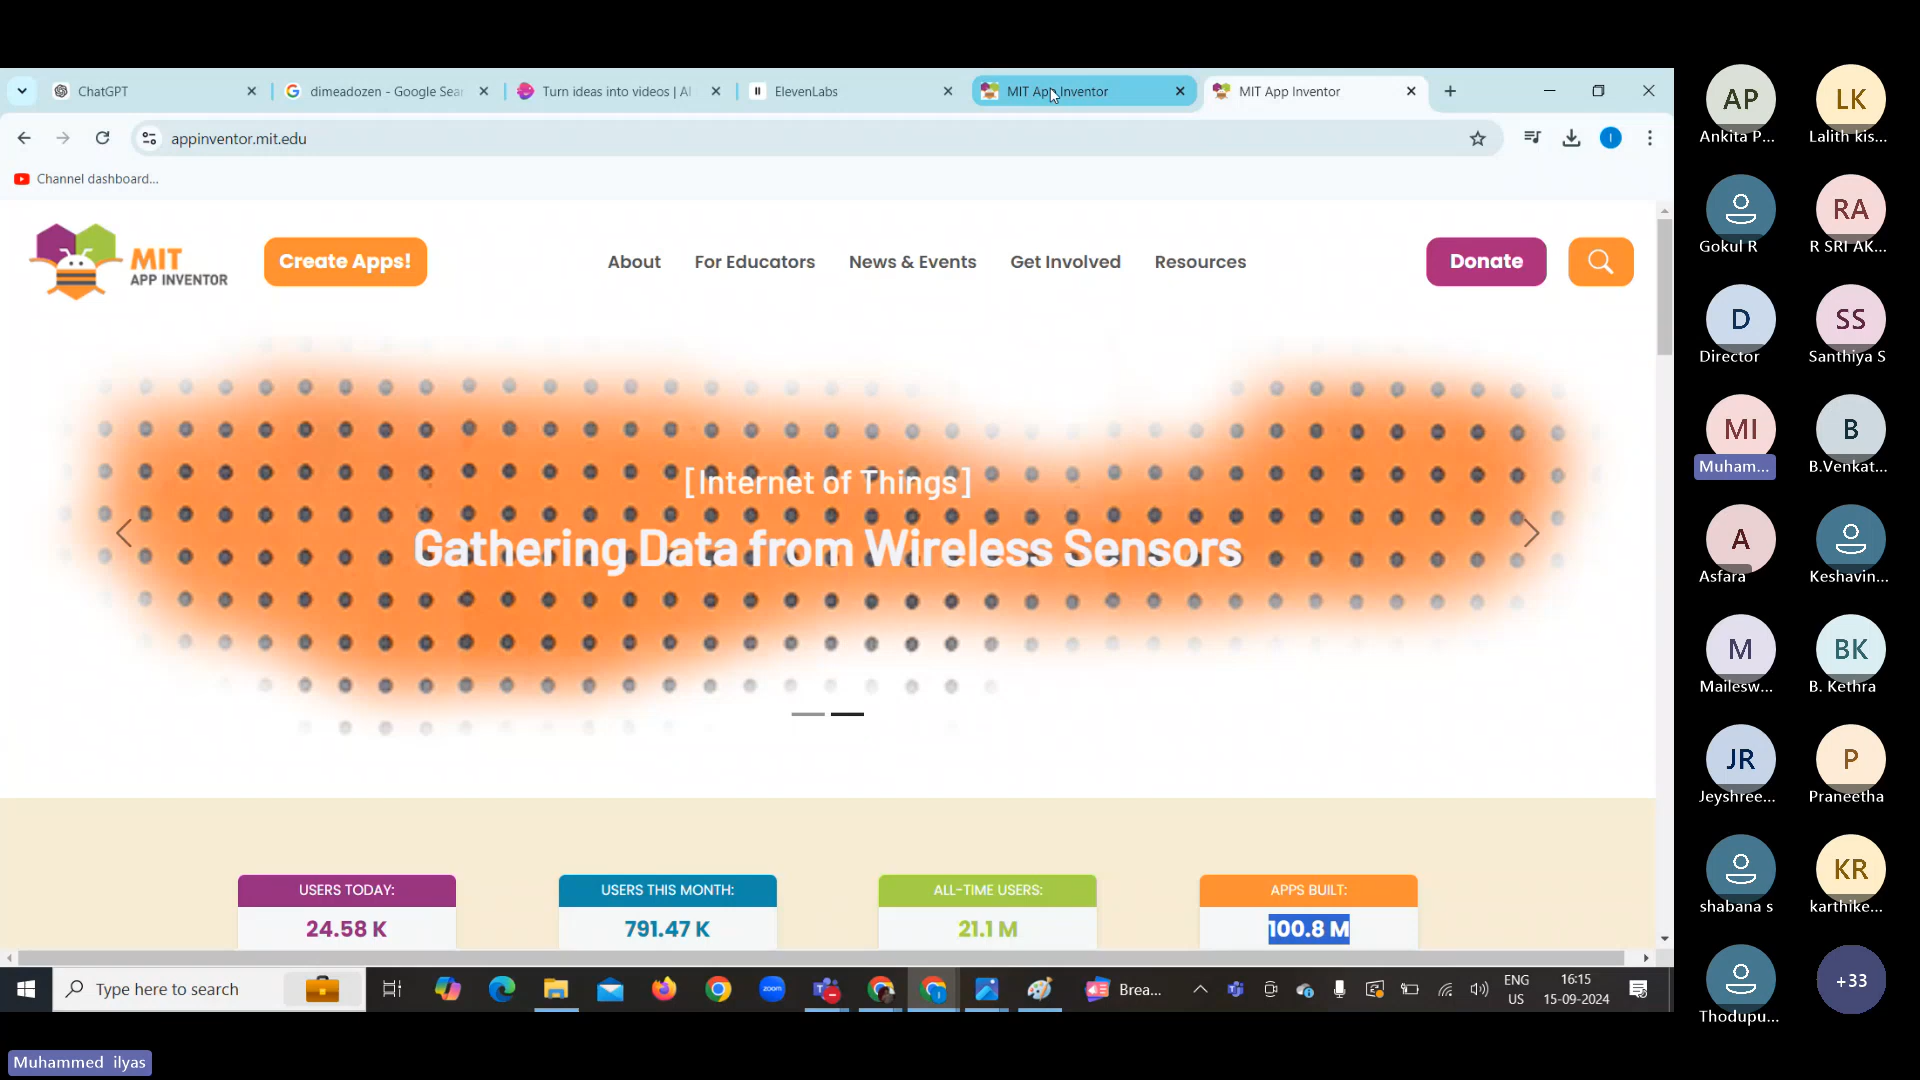 ChatGPT
dimeadozen - Google Sear
Turn ideas into videos | AI
ElevenLabs
MIT App Inventor
MIT App Inventor
appinventor.mit.edu
Channel dashboard...
MIT
APP INVENTOR
Create Apps!
About
For Educators
News & Events
Get Involved
Resources
Donate
[Internet of Things]
Gathering Data from Wireless Sensors
USERS TODAY:
24.58 K
USERS THIS MONTH:
791.47 K
ALL-TIME USERS:
21.1 M
APPS BUILT:
100.8 M
Type here to search
zoom
Brea...
ENG
US
16:15
15-09-2024
AP
Ankita P...
LK
Lalith kis...
Gokul R
RA
R SRI AK...
D
Director
SS
Santhiya S
MI
Muham...
B
B.Venkat...
A
Asfara
Keshavin...
M
Mailesw...
BK
B. Kethra
JR
Jeyshree...
P
Praneetha
shabana s
KR
karthike...
Thodupu...
+33
Muhammed ilyas